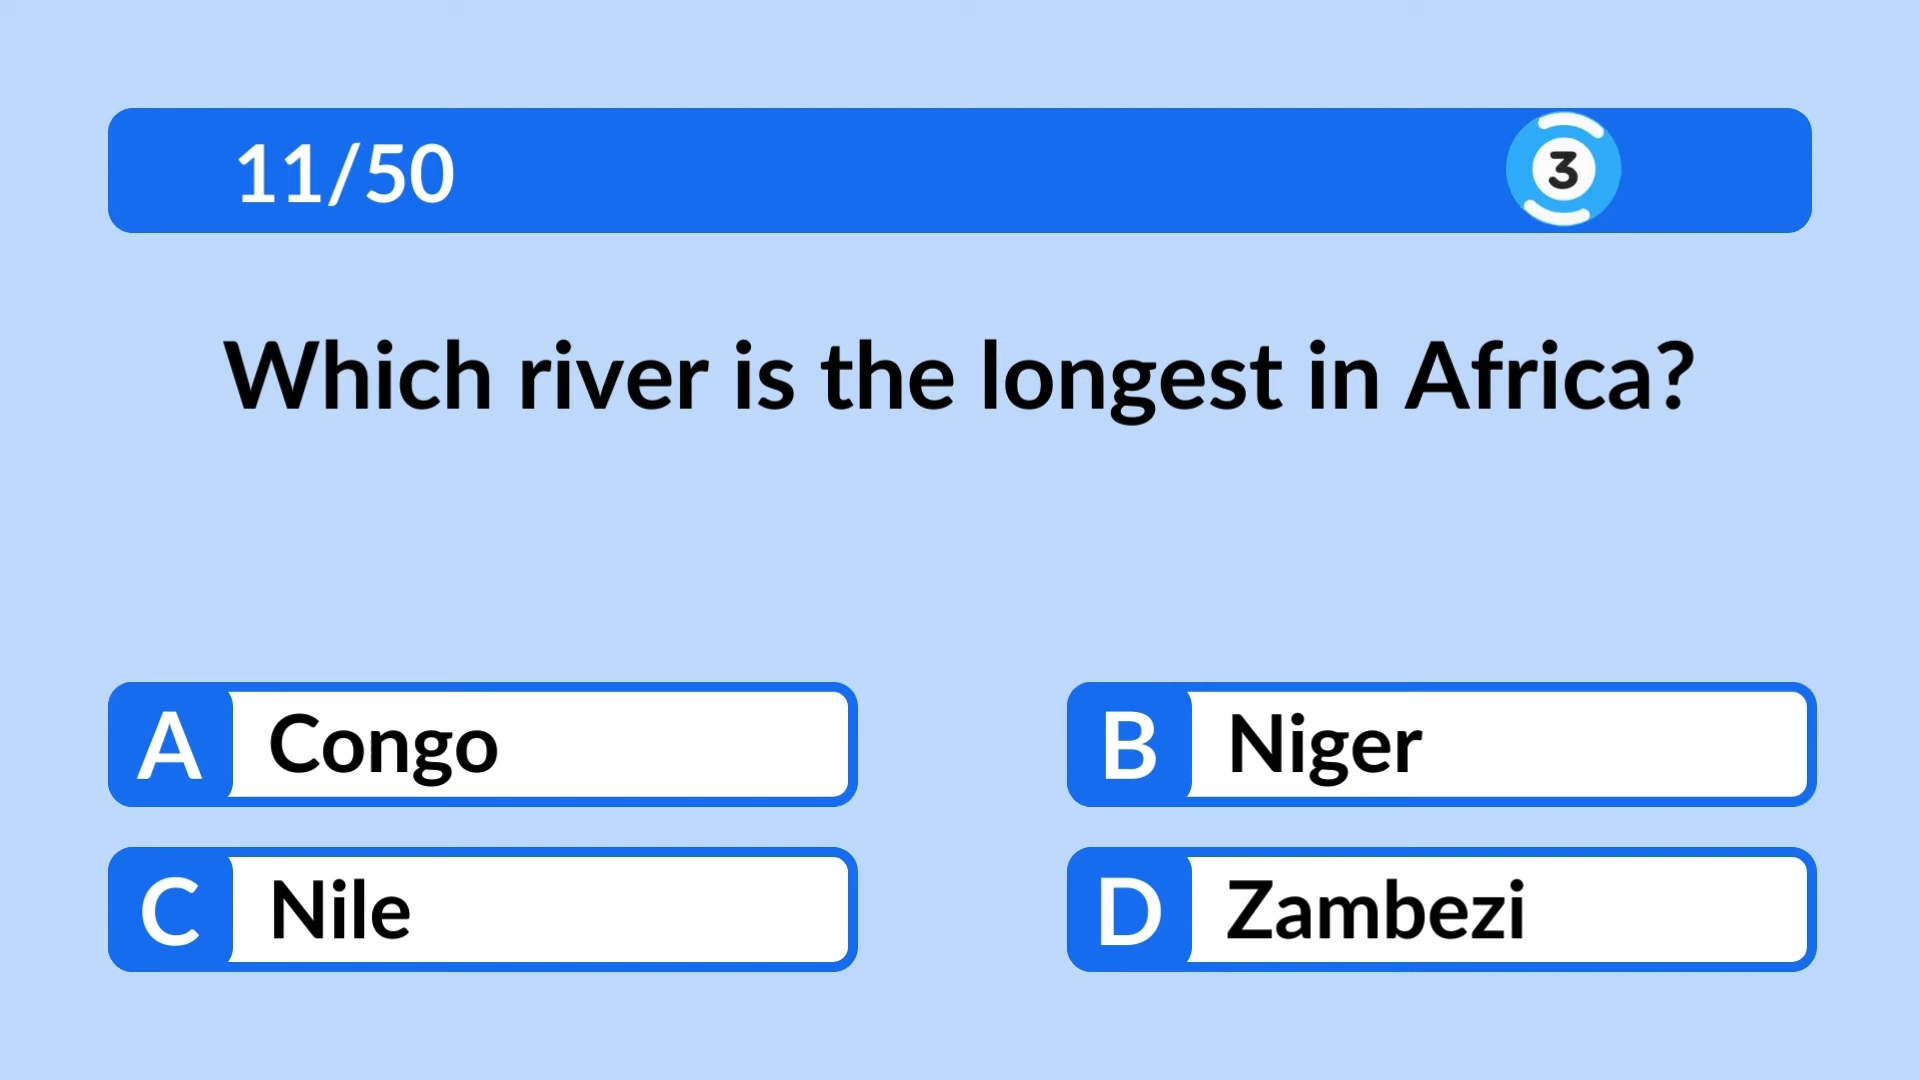 11/50
3
Which river is the longest in Africa?
A Congo
B Niger
C Nile
D Zambezi